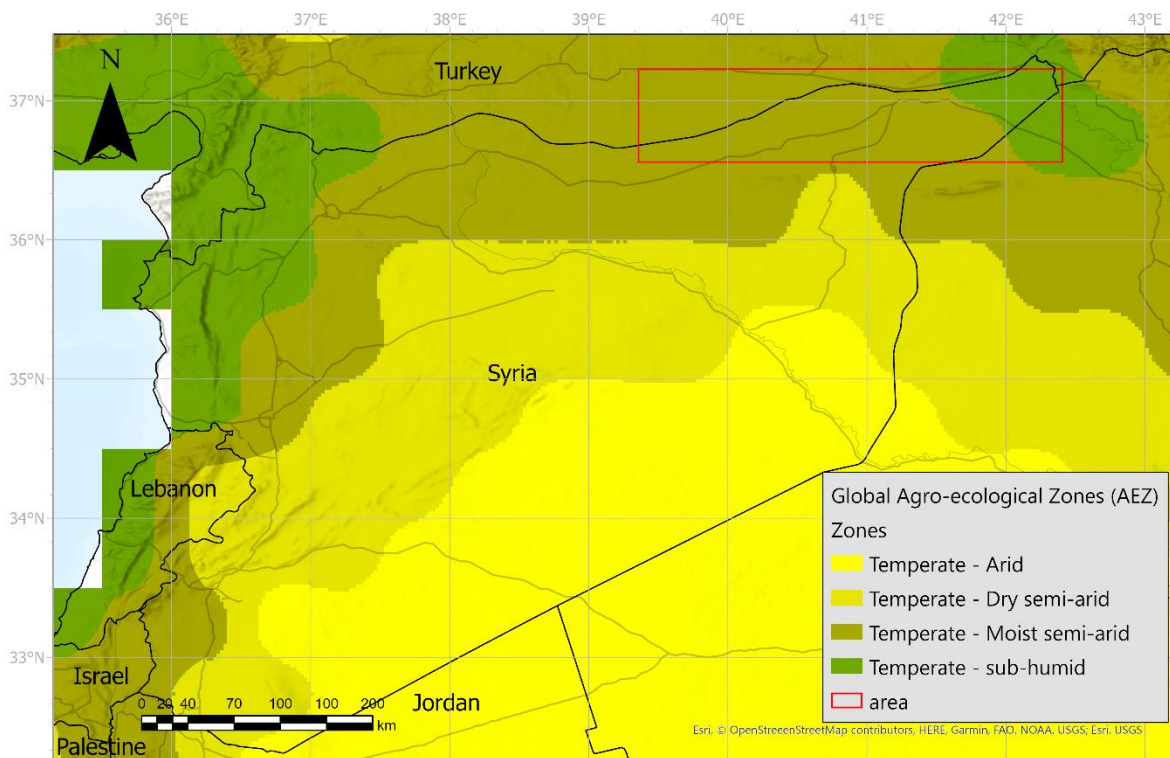 36°E 37°E 38°E 39°E 40°E 41°E 42°E 43°E
N
Turkey
37°N
36°N
35°N
Syria
Lebanon
34°N
33°N
Israel
Jordan
Palestine
0 20 40 70 100 100 200
km
Global Agro-ecological Zones (AEZ)
Zones
Temperate - Arid
Temperate - Dry semi-arid
Temperate - Moist semi-arid
Temperate - sub-humid
area
Esri, © OpenStreeenStreetMap contributors, HERE, Garmin, FAO, NOAA, USGS; Esri, USGS